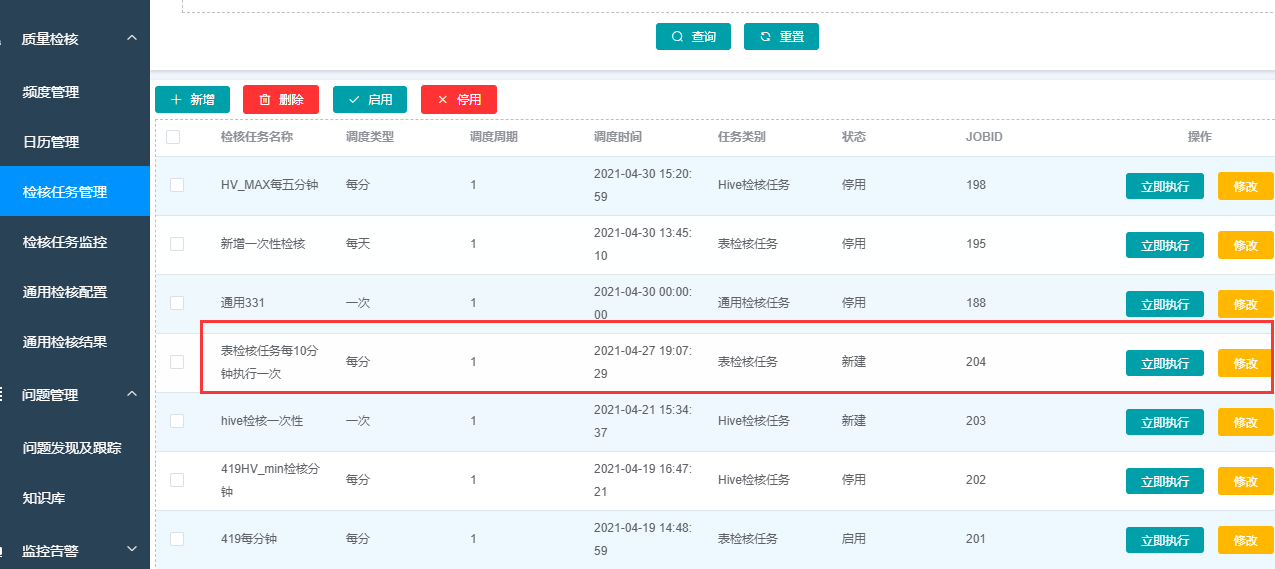 质量检核
频度管理
日历管理
检核任务管理
检核任务监控
通用检核配置
通用检核结果
问题管理
问题发现及跟踪
知识库
监控告警
查询 重置
新增 删除 启用 停用
检核任务名称 调度类型 调度周期 调度时间 任务类别 状态 JOBID 操作
HV_MAX每五分钟 每分 1 2021-04-30 15:20: Hive检核任务 停用 198 立即执行 修改
59
新增一次性检核 每天 1 2021-04-30 13:45: 表检核任务 停用 195 立即执行 修改
10
通用331 一次 1 2021-04-30 00:00: 通用检核任务 停用 188 立即执行 修改
00
表检核任务每10分 每分 1 2021-04-27 19:07: 表检核任务 新建 204 立即执行 修改
钟执行一次 29
hive检核一次性 一次 1 2021-04-21 15:34: Hive检核任务 新建 203 立即执行 修改
37
419HV_min检核分 每分 1 2021-04-19 16:47: Hive检核任务 停用 202 立即执行 修改
钟 21
419每分钟 每分 1 2021-04-19 14:48: 表检核任务 启用 201 立即执行 修改
59